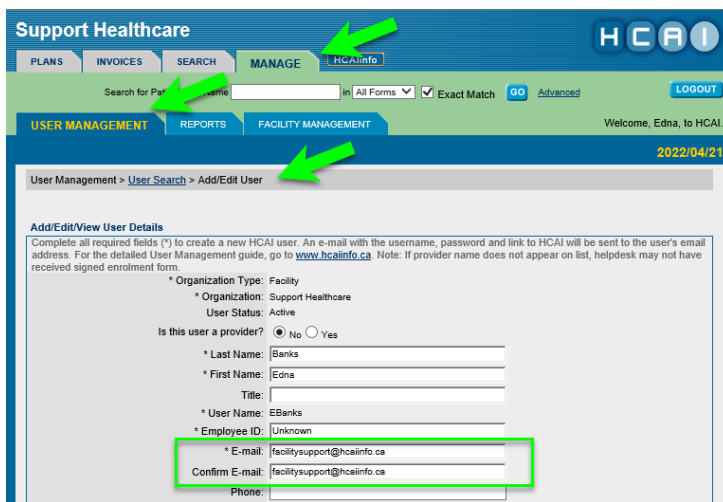 Support Healthcare
HCAI
PLANS INVOICES SEARCH MANAGE HCAIinfo
Search for Name in All Forms Exact Match GO Advanced LOGOUT
USER MANAGEMENT REPORTS FACILITY MANAGEMENT Welcome, Edna, to HCAI.
2022/04/21
User Management > User Search > Add/Edit User
Add/Edit/View User Details
Complete all required fields (*) to create a new HCAI user. An e-mail with the username, password and link to HCAI will be sent to the user's email
address. For the detailed User Management guide, go to www.hcaiinfo.ca. Note: If provider name does not appear on list, helpdesk may not have
received signed enrolment form.
* Organization Type: Facility
* Organization: Support Healthcare
User Status: Active
Is this user a provider? No Yes
* Last Name: Banks
* First Name: Edna
Title:
* User Name: EBanks
* Employee ID: Unknown
* E-mail: facilitysupport@hcaiinfo.ca
Confirm E-mail: facilitysupport@hcaiinfo.ca
Phone: